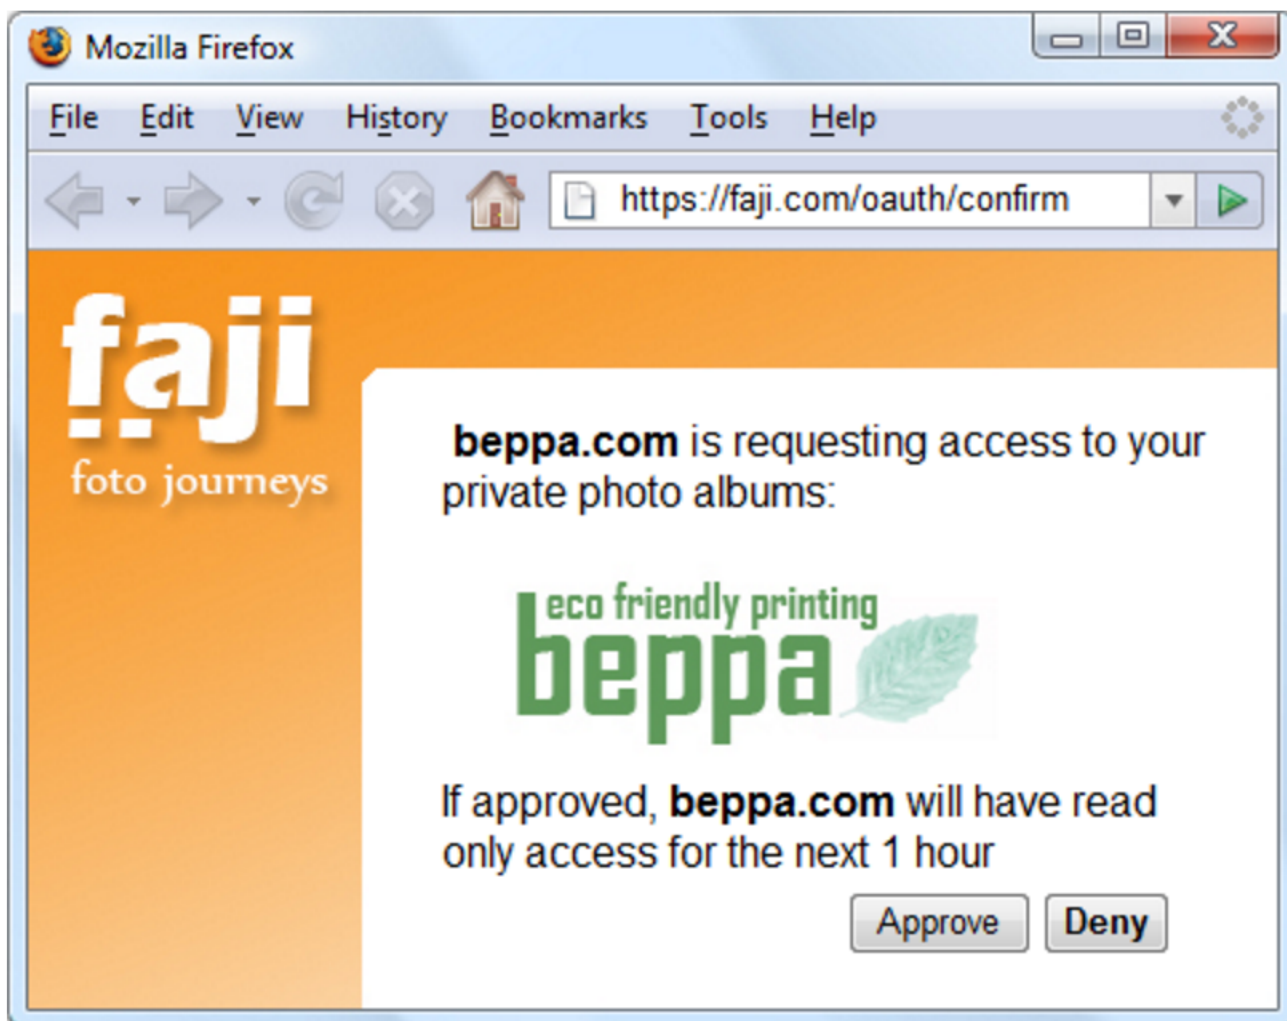 Mozilla Firefox
File Edit View History Bookmarks Tools Help
https://faji.com/oauth/confirm
faji
foto journeys
beppa.com is requesting access to your
private photo albums:
eco friendly printing
beppa
If approved, beppa.com will have read
only access for the next 1 hour
Approve Deny